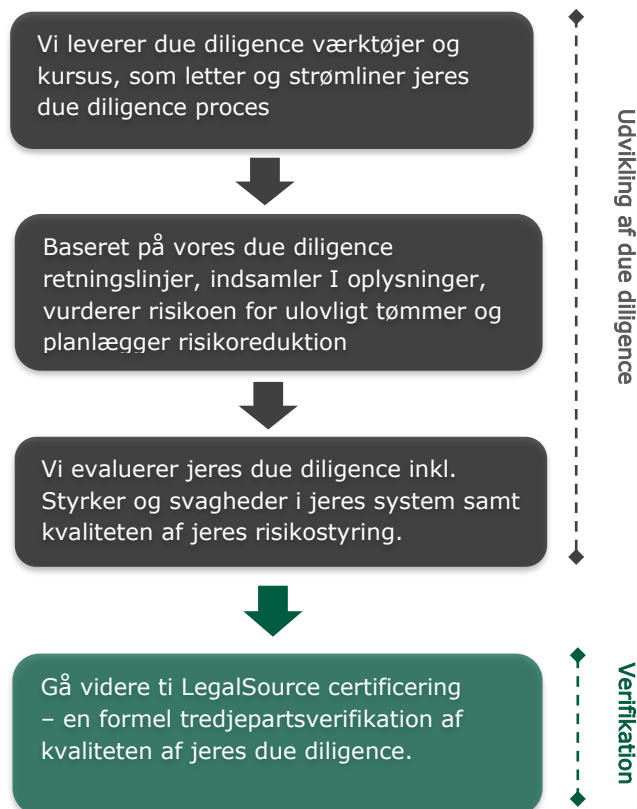 Vi leverer due diligence værktøjer og
kursus, som letter og strømliner jeres
due diligence proces
Baseret på vores due diligence
retningslinjer, indsamler I oplysninger,
vurderer risikoen for ulovligt tømmer og
planlægger risikoreduktion
Vi evaluerer jeres due diligence inkl.
Styrker og svagheder i jeres system samt
kvaliteten af jeres risikostyring.
Udvikling af due diligence
Gå videre ti LegalSource certificering
– en formel tredjepartsverifikation af
kvaliteten af jeres due diligence.
Verifikation